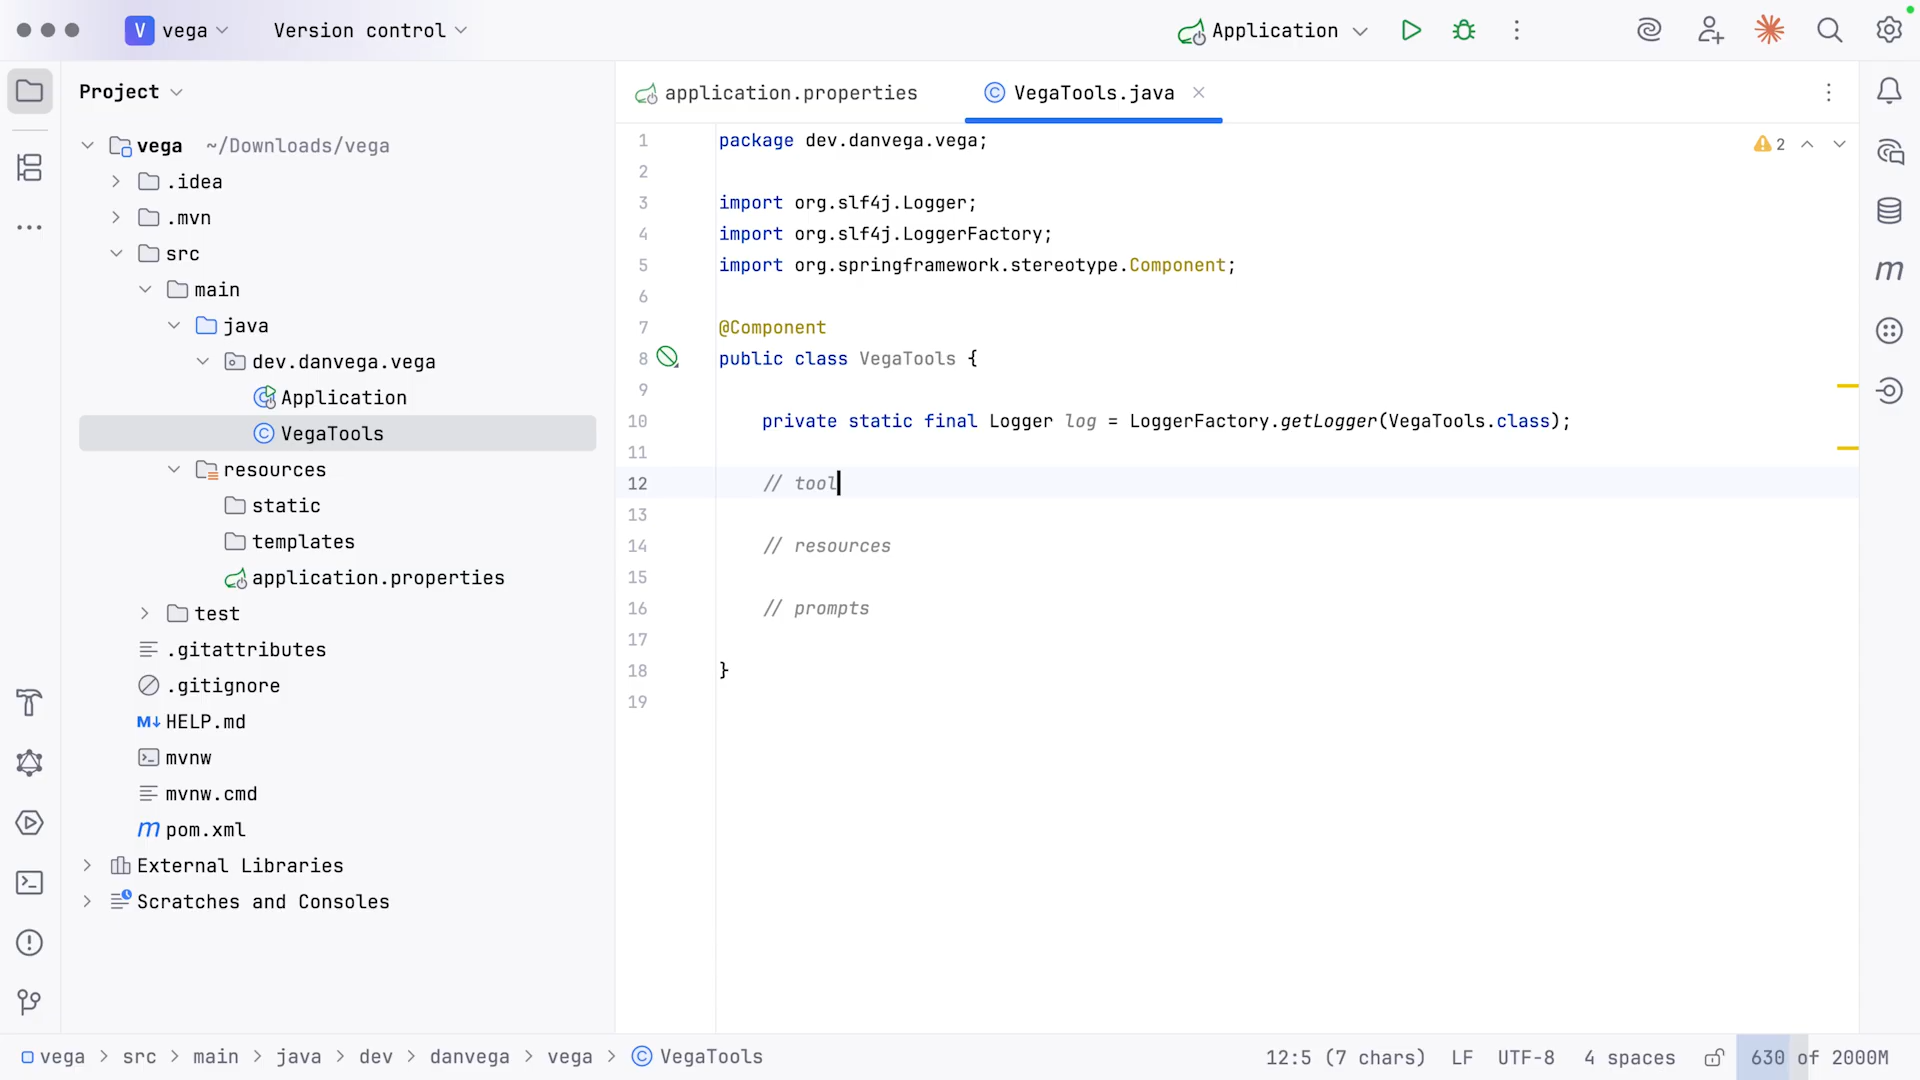 V vega Version control Application
Project
vega ~/Downloads/vega
.idea
.mvn
src
main
java
dev.danvega.vega
Application
VegaTools
resources
static
templates
application.properties
test
.gitattributes
.gitignore
M↓ HELP.md
mvnw
mvnw.cmd
m pom.xml
External Libraries
Scratches and Consoles
application.properties VegaTools.java
1 package dev.danvega.vega;
2
3 import org.slf4j.Logger;
4 import org.slf4j.LoggerFactory;
5 import org.springframework.stereotype.Component;
6
7 @Component
8 public class VegaTools {
9
10 private static final Logger log = LoggerFactory.getLogger(VegaTools.class);
11
12 // tool
13
14 // resources
15
16 // prompts
17
18 }
19
2
m
vega > src > main > java > dev > danvega > vega > VegaTools
12:5 (7 chars) LF UTF-8 4 spaces 630 of 2000M